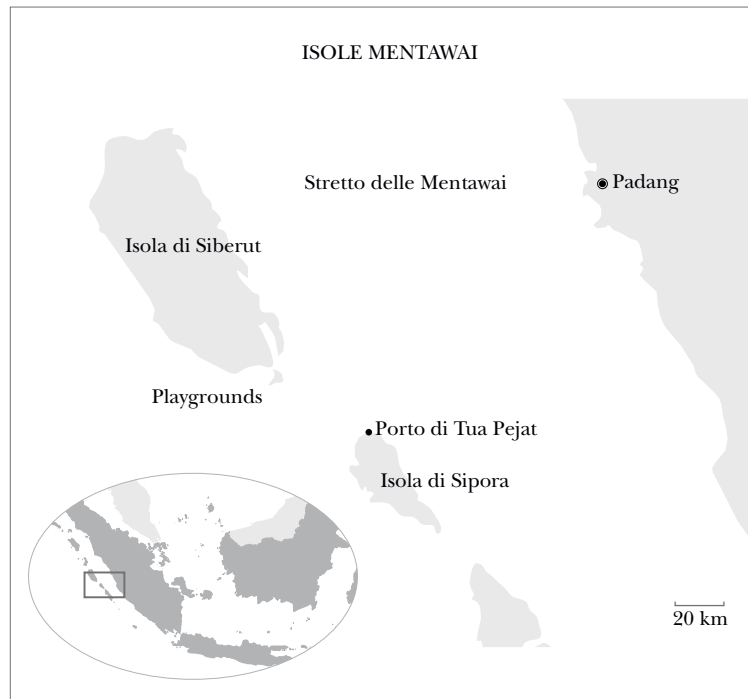 ISOLE MENTAWAI
Stretto delle Mentawai
Padang
Isola di Siberut
Playgrounds
Porto di Tua Pejat
Isola di Sipora
20 km